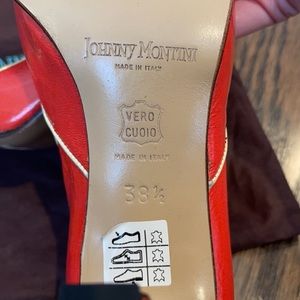 JOHNNY MONTINI
MADE IN ITALY
VERO
CUOIO
MADE IN ITALY
38½